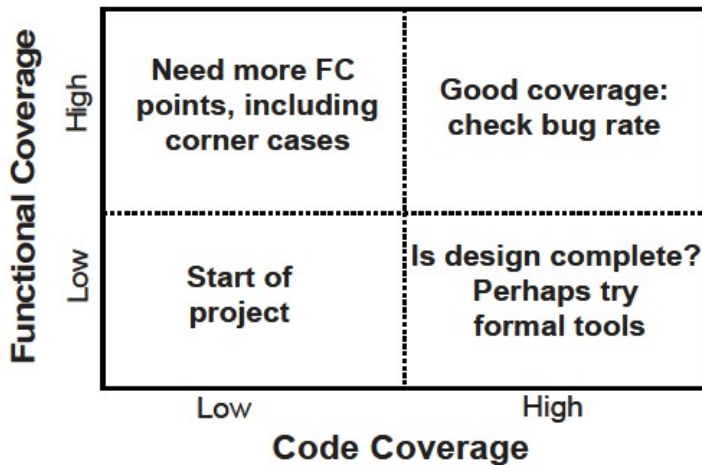 Functional Coverage
High
Low
Need more FC
points, including
corner cases
Good coverage:
check bug rate
Start of
project
Is design complete?
Perhaps try
formal tools
Low
High
Code Coverage